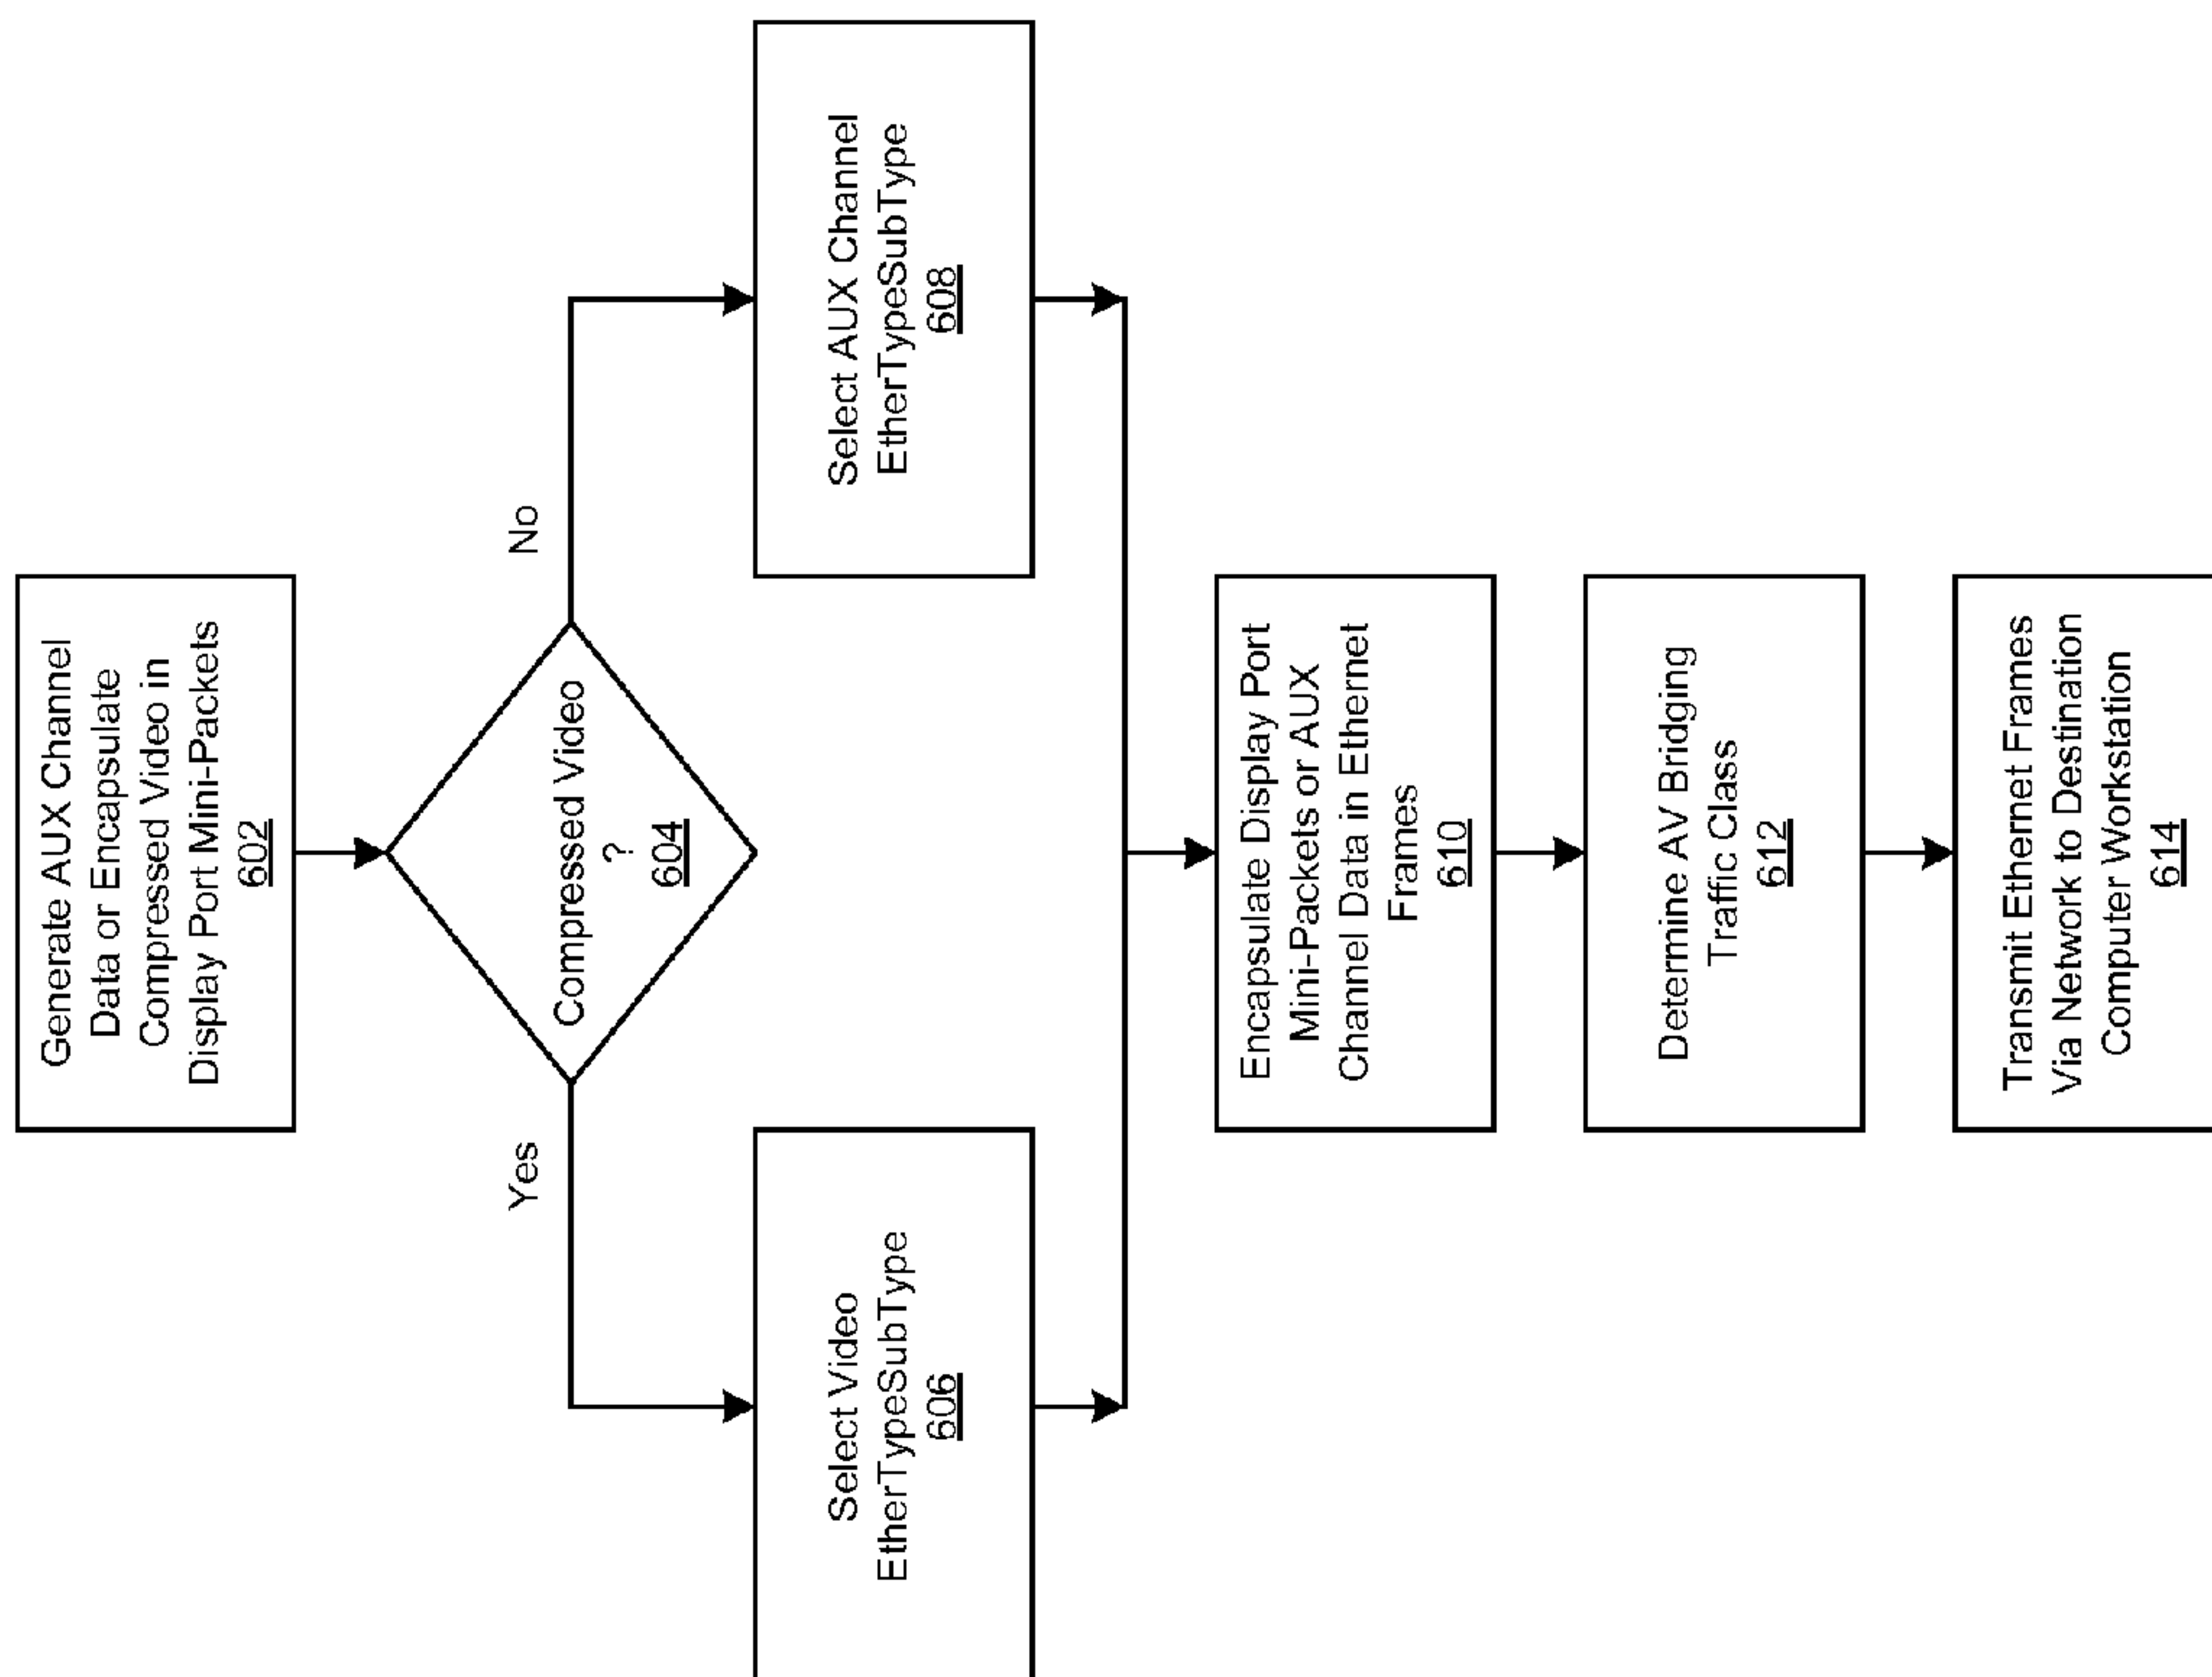 Generate AUX Channel
Data or Encapsulate
Compressed Video in
Display Port Mini-Packets
602
Compressed Video
?
604
Yes
No
Select Video
EtherTypeSubType
606
Select AUX Channel
EtherTypeSubType
608
Encapsulate Display Port
Mini-Packets or AUX
Channel Data in Ethernet
Frames
610
Determine AV Bridging
Traffic Class
612
Transmit Ethernet Frames
Via Network to Destination
Computer Workstation
614